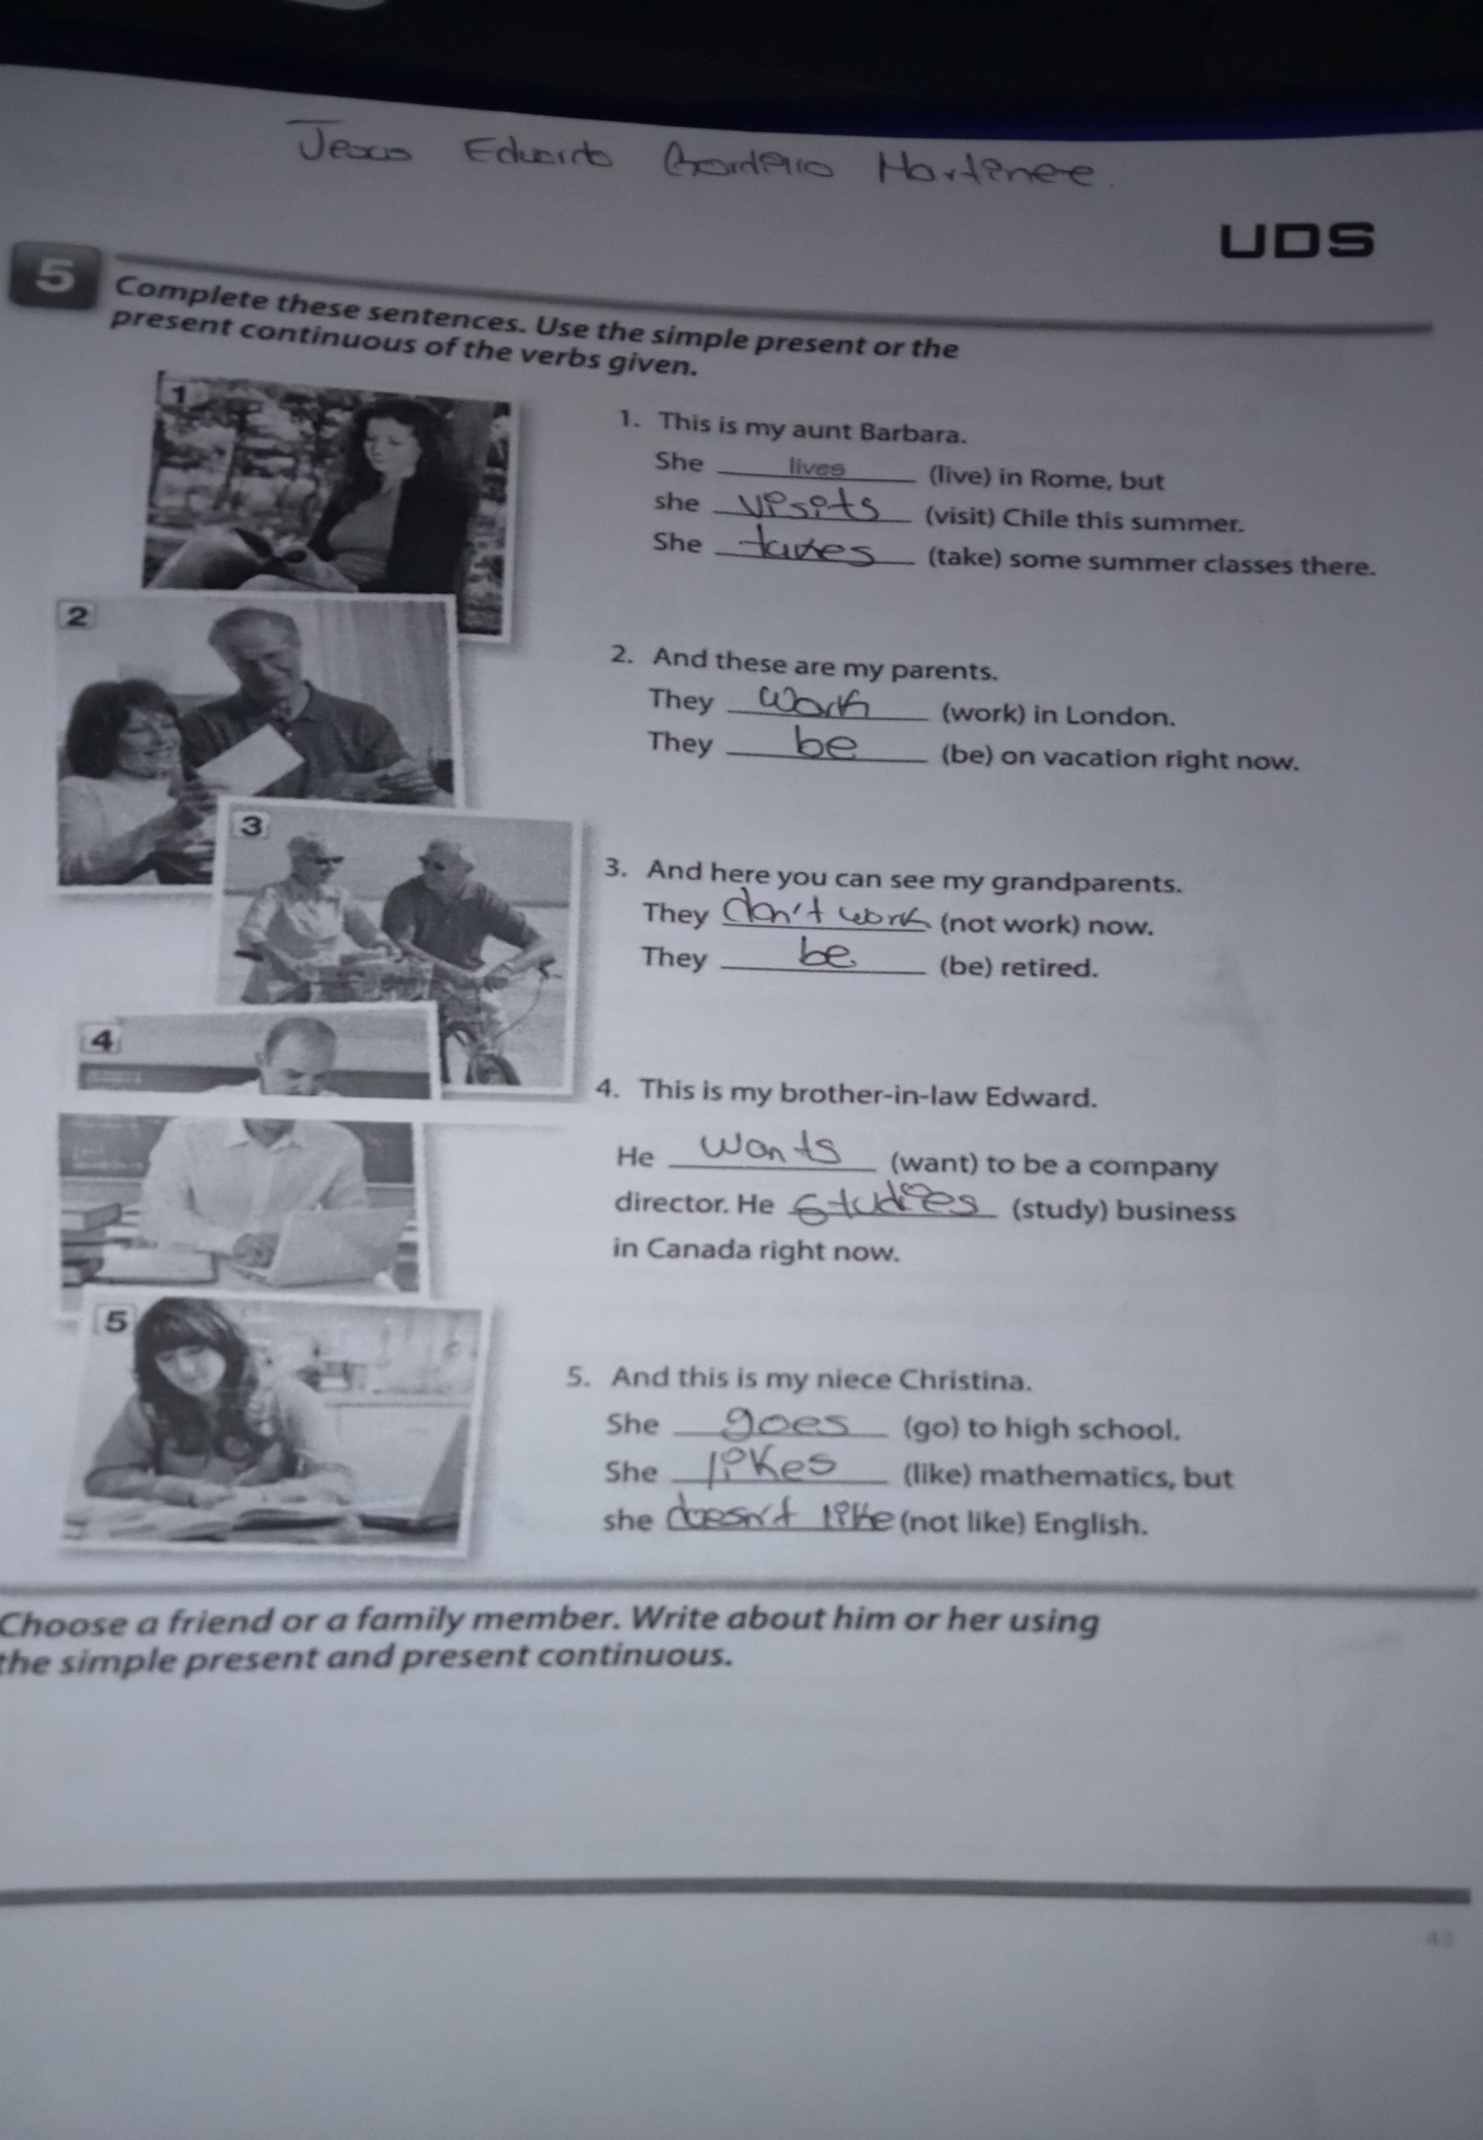 Jesus Eduardo Martinez
UDS
5
Complete these sentences. Use the simple present or the
present continuous of the verbs given.
1
1. This is my aunt Barbara.
She lives (live) in Rome, but
she visits (visit) Chile this summer.
She takes (take) some summer classes there.
2
2. And these are my parents.
They work (work) in London.
They be (be) on vacation right now.
3
3. And here you can see my grandparents.
They don't work (not work) now.
They be (be) retired.
4
4. This is my brother-in-law Edward.
He wants (want) to be a company
director. He studies (study) business
in Canada right now.
5
5. And this is my niece Christina.
She goes (go) to high school.
She likes (like) mathematics, but
she doesn't like (not like) English.
Choose a friend or a family member. Write about him or her using
the simple present and present continuous.
43